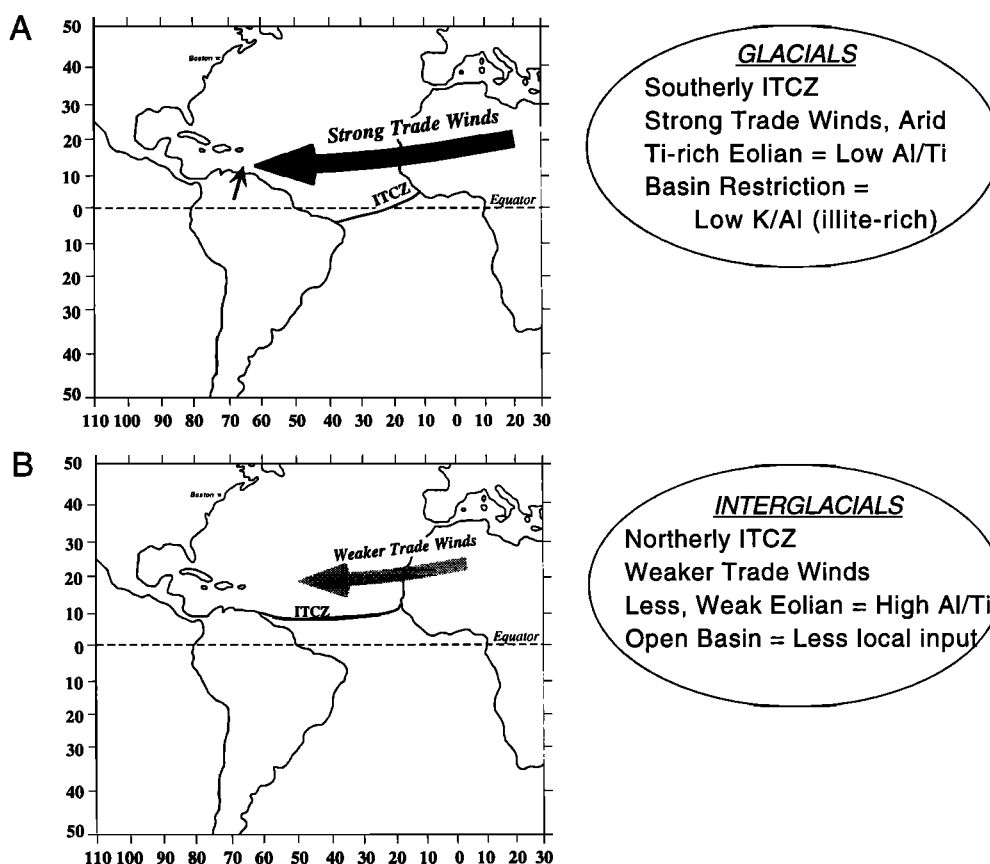 A
50
40
30
20
10
0
10
20
30
40
50
Boston
Strong Trade Winds
ITCZ
Equator
110 100 90 80 70 60 50 40 30 20 10 0 10 20 30
GLACIALS
Southerly ITCZ
Strong Trade Winds, Arid
Ti-rich Eolian = Low Al/Ti
Basin Restriction =
Low K/Al (illite-rich)
B
50
40
30
20
10
0
10
20
30
40
50
Boston
Weaker Trade Winds
ITCZ
Equator
110 100 90 80 70 60 50 40 30 20 10 0 10 20 30
INTERGLACIALS
Northerly ITCZ
Weaker Trade Winds
Less, Weak Eolian = High Al/Ti
Open Basin = Less local input